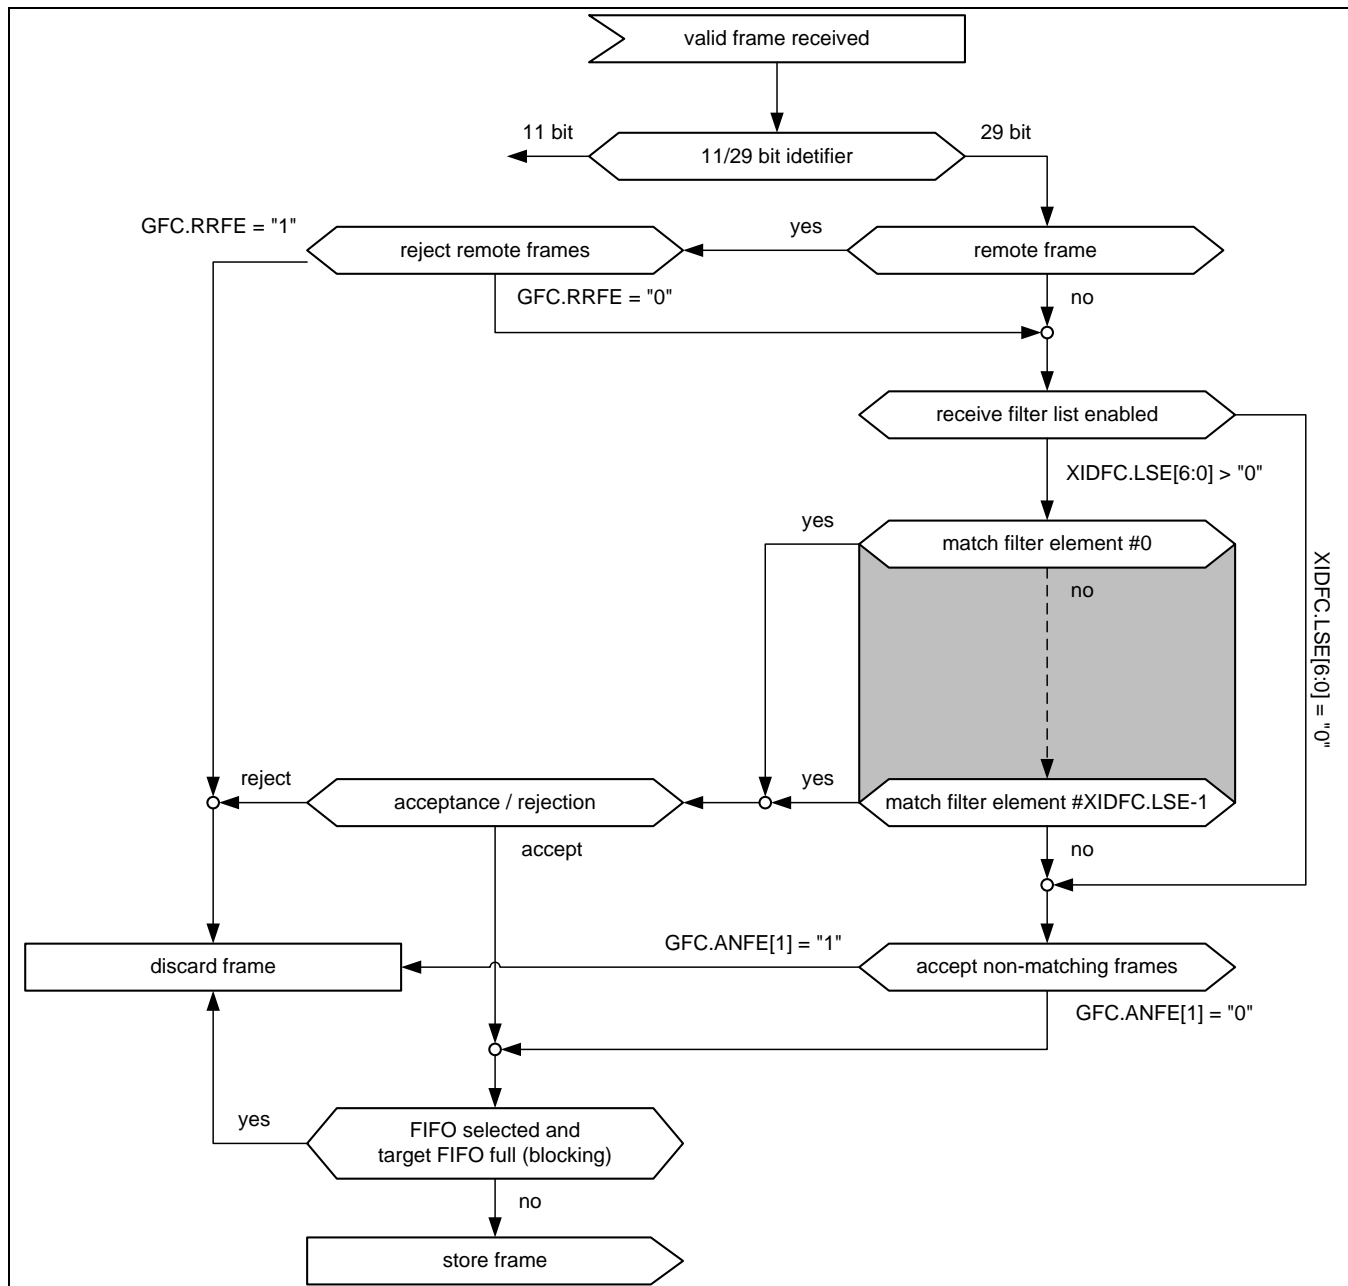 valid frame received
11 bit
29 bit
11/29 bit idetifier
GFC.RRFE = "1"
reject remote frames
yes
remote frame
GFC.RRFE = "0"
no
receive filter list enabled
XIDFC.LSE[6:0] > "0"
yes
match filter element #0
no
XIDFC.LSE[6:0] = "0"
reject
acceptance / rejection
yes
match filter element #XIDFC.LSE-1
accept
no
discard frame
GFC.ANFE[1] = "1"
accept non-matching frames
GFC.ANFE[1] = "0"
yes
FIFO selected and
target FIFO full (blocking)
no
store frame